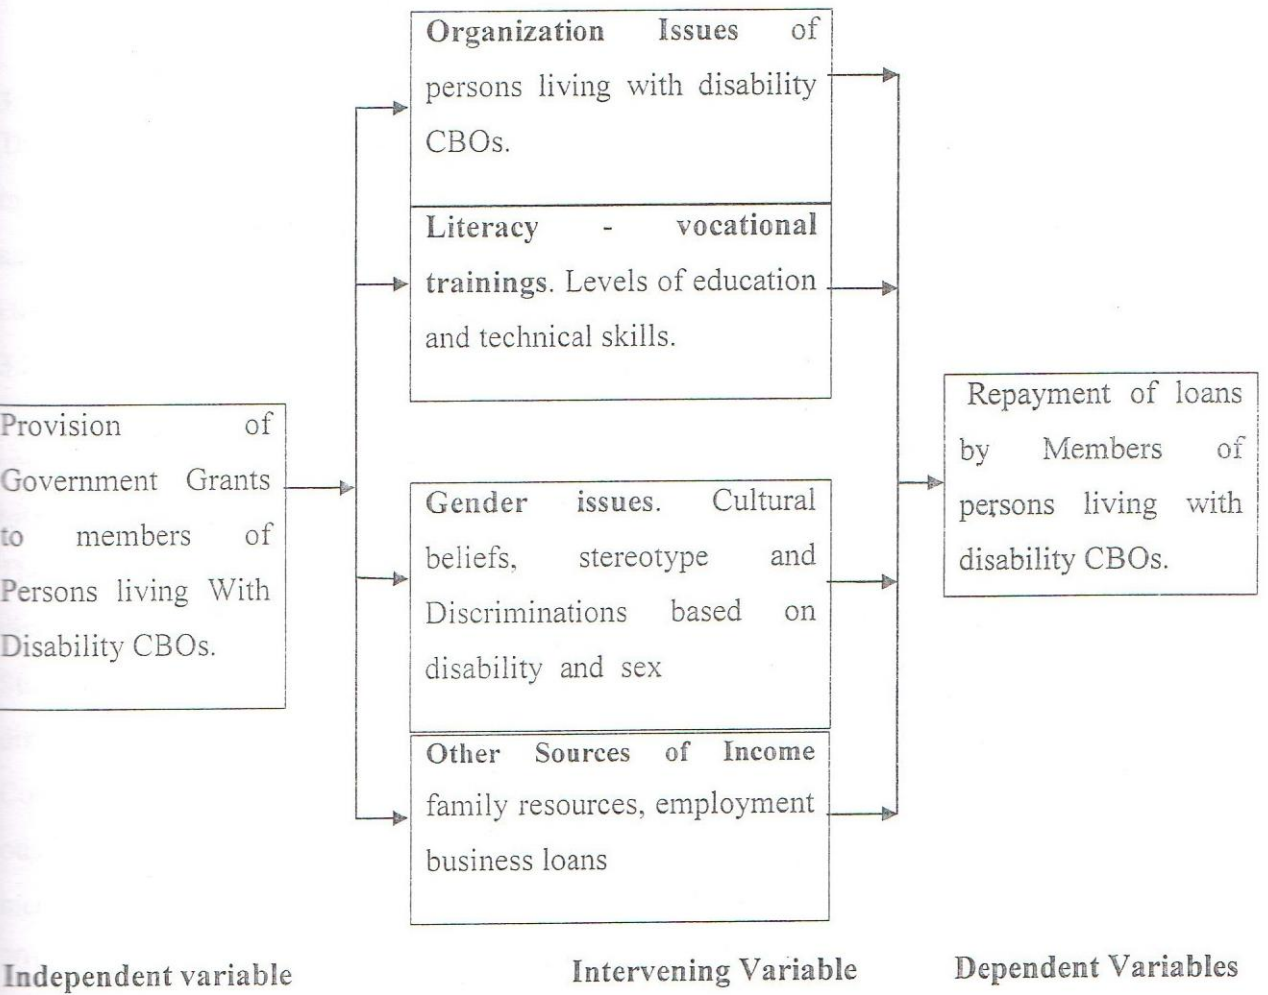 Organization Issues of
persons living with disability
CBOs.
Literacy - vocational
trainings. Levels of education
and technical skills.
Provision of
Government Grants
to members of
Persons living With
Disability CBOs.
Gender issues. Cultural
beliefs, stereotype and
Discriminations based on
disability and sex
Other Sources of Income
family resources, employment
business loans
Repayment of loans
by Members of
persons living with
disability CBOs.
Independent variable
Intervening Variable
Dependent Variables